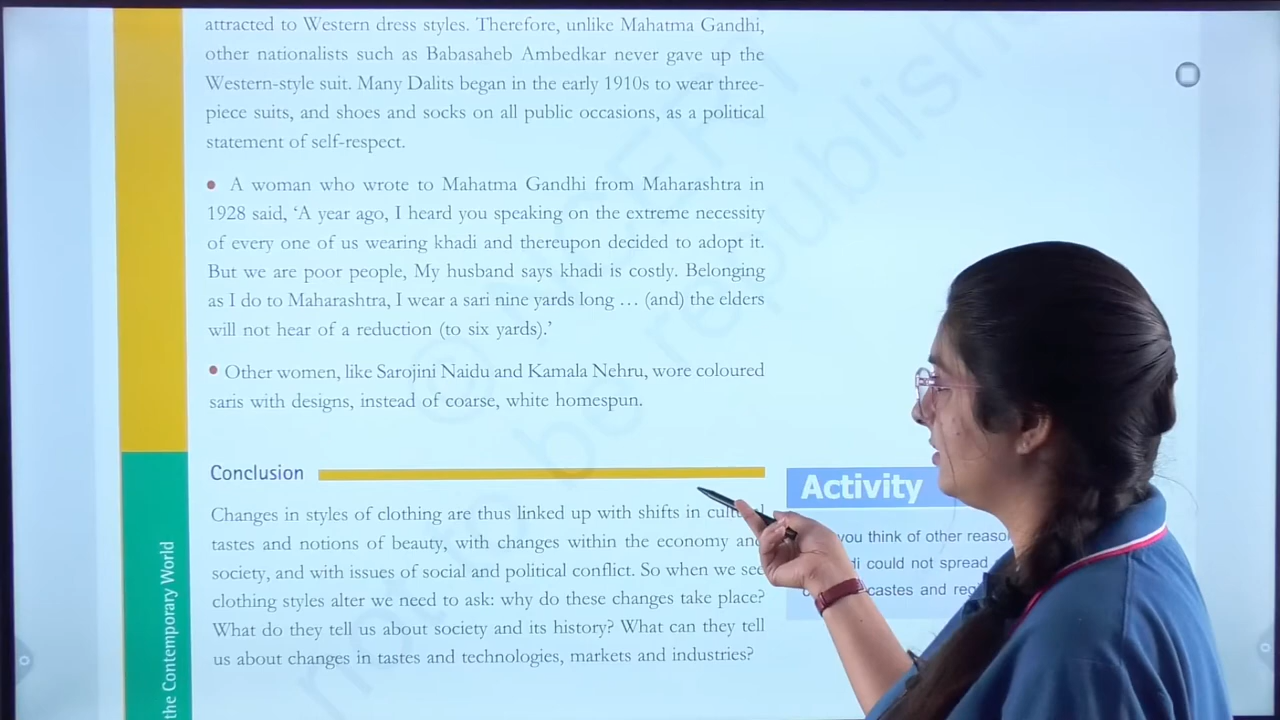 attracted to Western dress styles. Therefore, unlike Mahatma Gandhi,
other nationalists such as Babasaheb Ambedkar never gave up the
Western-style suit. Many Dalits began in the early 1910s to wear three-
piece suits, and shoes and socks on all public occasions, as a political
statement of self-respect.
• A woman who wrote to Mahatma Gandhi from Maharashtra in
1928 said, ‘A year ago, I heard you speaking on the extreme necessity
of every one of us wearing khadi and thereupon decided to adopt it.
But we are poor people, My husband says khadi is costly. Belonging
as I do to Maharashtra, I wear a sari nine yards long … (and) the elders
will not hear of a reduction (to six yards).’
• Other women, like Sarojini Naidu and Kamala Nehru, wore coloured
saris with designs, instead of coarse, white homespun.
Conclusion
Changes in styles of clothing are thus linked up with shifts in
tastes and notions of beauty, with changes within the economy and
society, and with issues of social and political conflict. So when we see
clothing styles alter we need to ask: why do these changes take place?
What do they tell us about society and its history? What can they tell
us about changes in tastes and technologies, markets and industries?
Activity
you think of other
could not spread
castes and
the Contemporary World
© NCERT
be republished